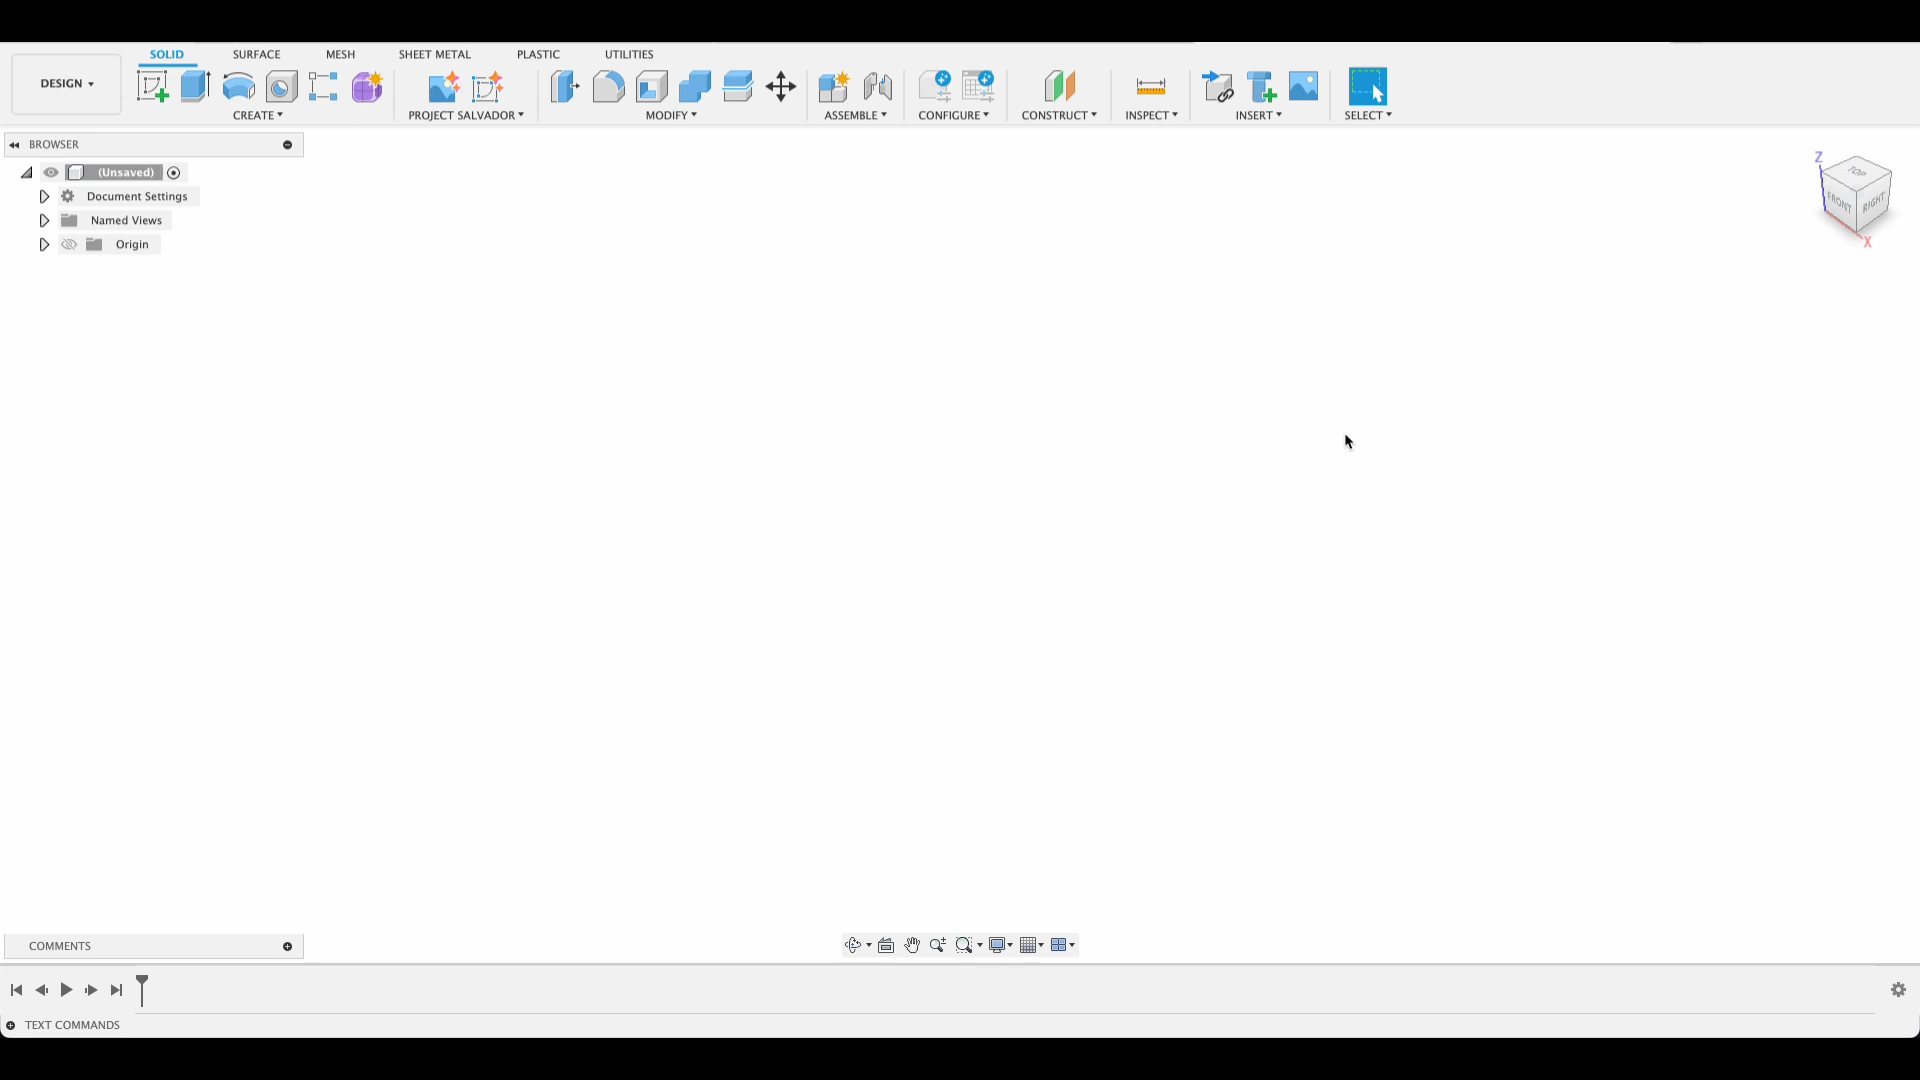 SOLID SURFACE MESH SHEET METAL PLASTIC UTILITIES
DESIGN
CREATE PROJECT SALVADOR MODIFY ASSEMBLE CONFIGURE CONSTRUCT INSPECT INSERT SELECT
BROWSER
(Unsaved)
Document Settings
Named Views
Origin
Z
TOP
FRONT RIGHT
X
COMMENTS
TEXT COMMANDS